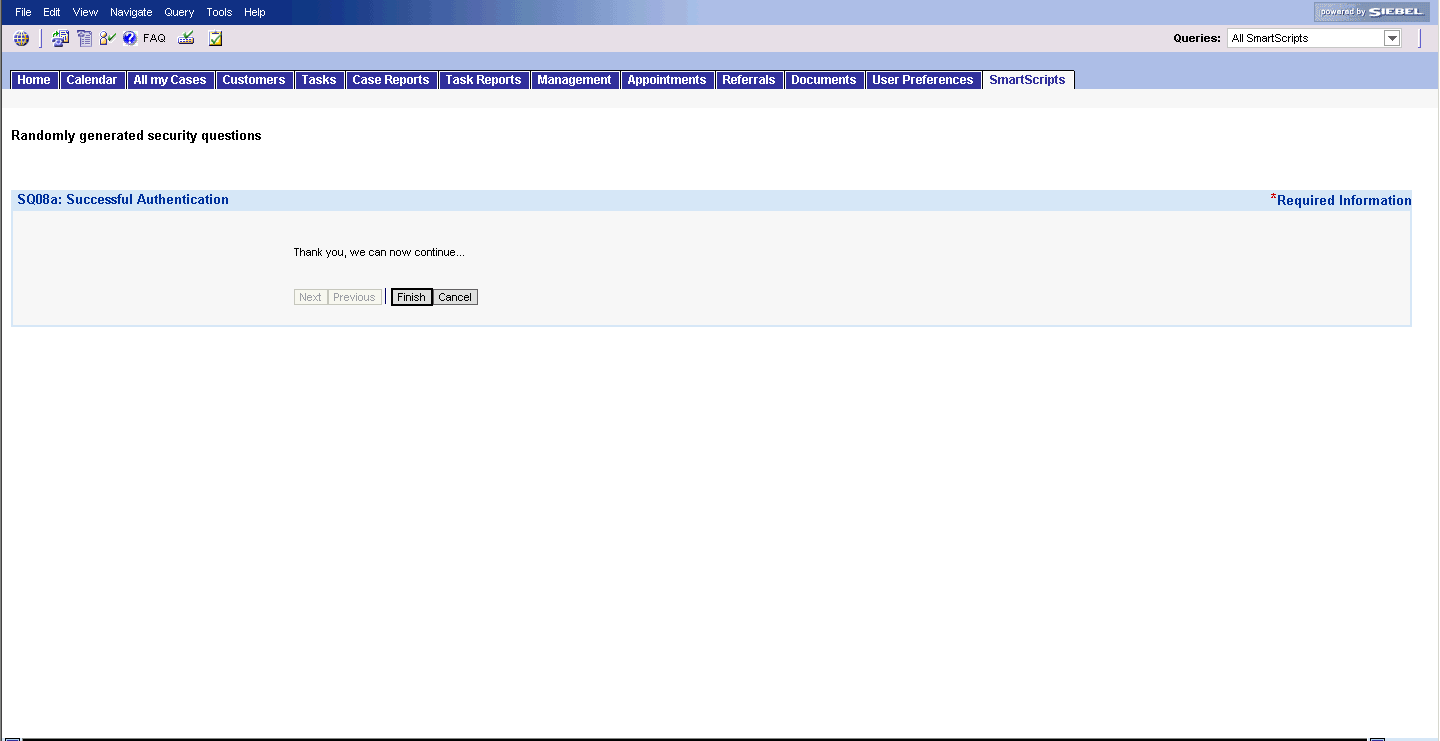 File Edit View Navigate Query Tools Help powered by SIEBEL
FAQ Queries: All SmartScripts
Home Calendar All my Cases Customers Tasks Case Reports Task Reports Management Appointments Referrals Documents User Preferences SmartScripts
Randomly generated security questions
SQ08a: Successful Authentication *Required Information
Thank you, we can now continue...
Next Previous Finish Cancel